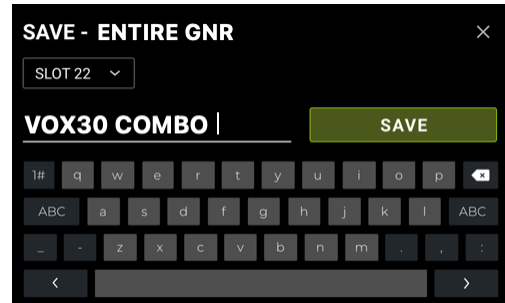 SAVE - ENTIRE GNR
SLOT 22
VOX30 COMBO
SAVE
1# q w e r t y u i o p
ABC a s d f g h j k l ABC
_ - z x c v b n m . , :